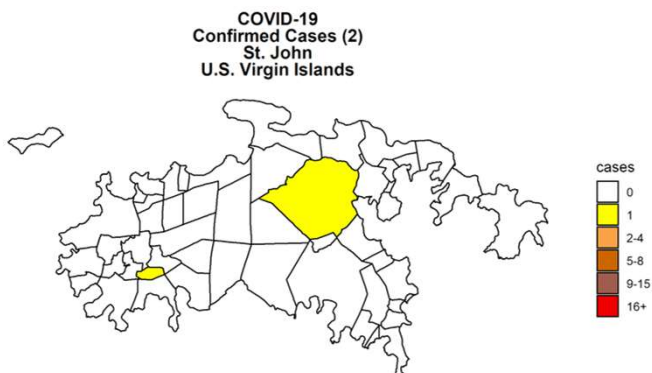 COVID-19
Confirmed Cases (2)
St. John
U.S. Virgin Islands
cases
0
1
2-4
5-8
9-15
16+